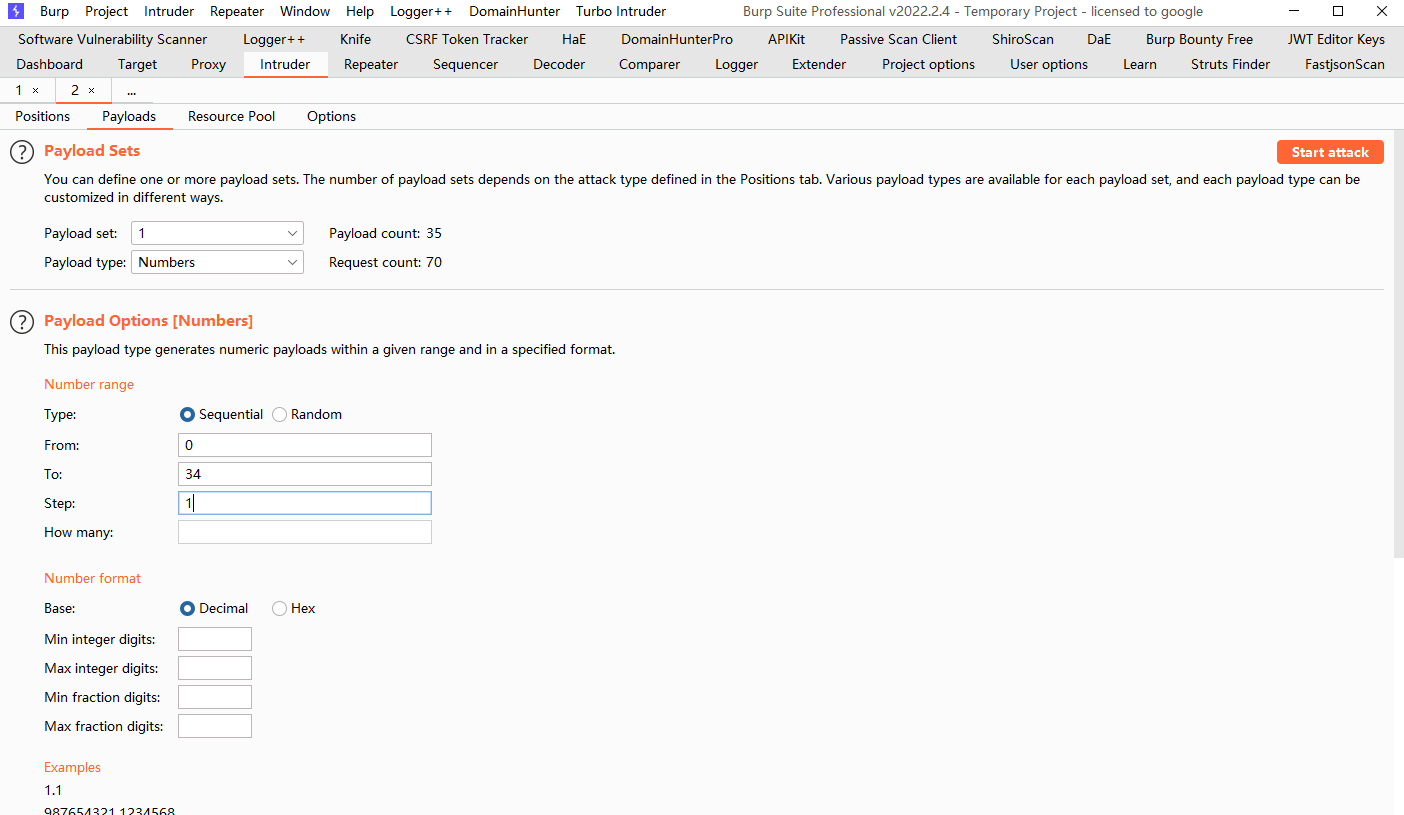 Burp Project Intruder Repeater Window Help Logger++ DomainHunter Turbo Intruder Burp Suite Professional v2022.2.4 - Temporary Project - licensed to google
Software Vulnerability Scanner Logger++ Knife CSRF Token Tracker HaE DomainHunterPro APIKit Passive Scan Client ShiroScan DaE Burp Bounty Free JWT Editor Keys
Dashboard Target Proxy Intruder Repeater Sequencer Decoder Comparer Logger Extender Project options User options Learn Struts Finder FastjsonScan
1 × 2 × ...
Positions Payloads Resource Pool Options
? Payload Sets Start attack
You can define one or more payload sets. The number of payload sets depends on the attack type defined in the Positions tab. Various payload types are available for each payload set, and each payload type can be
customized in different ways.
Payload set: 1 Payload count: 35
Payload type: Numbers Request count: 70
? Payload Options [Numbers]
This payload type generates numeric payloads within a given range and in a specified format.
Number range
Type: Sequential Random
From: 0
To: 34
Step: 1
How many:
Number format
Base: Decimal Hex
Min integer digits:
Max integer digits:
Min fraction digits:
Max fraction digits:
Examples
1.1
987654321.1234568